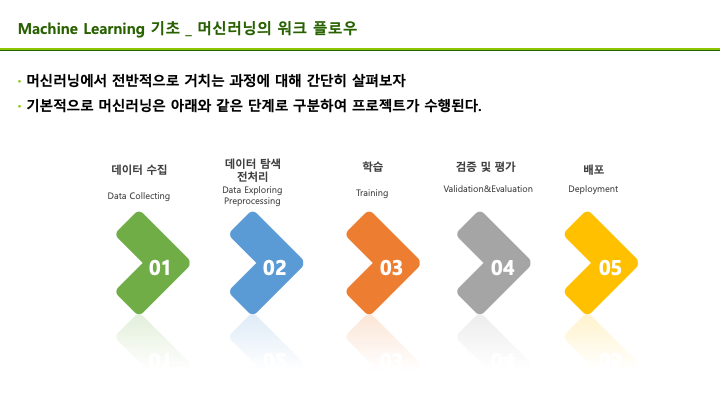 Machine Learning 기초 _ 머신러닝의 워크 플로우
· 머신러닝에서 전반적으로 거치는 과정에 대해 간단히 살펴보자
· 기본적으로 머신러닝은 아래와 같은 단계로 구분하여 프로젝트가 수행된다.
데이터 수집
Data Collecting
데이터 탐색
전처리
Data Exploring
Preprocessing
학습
Training
검증 및 평가
Validation&Evaluation
배포
Deployment
01
02
03
04
05